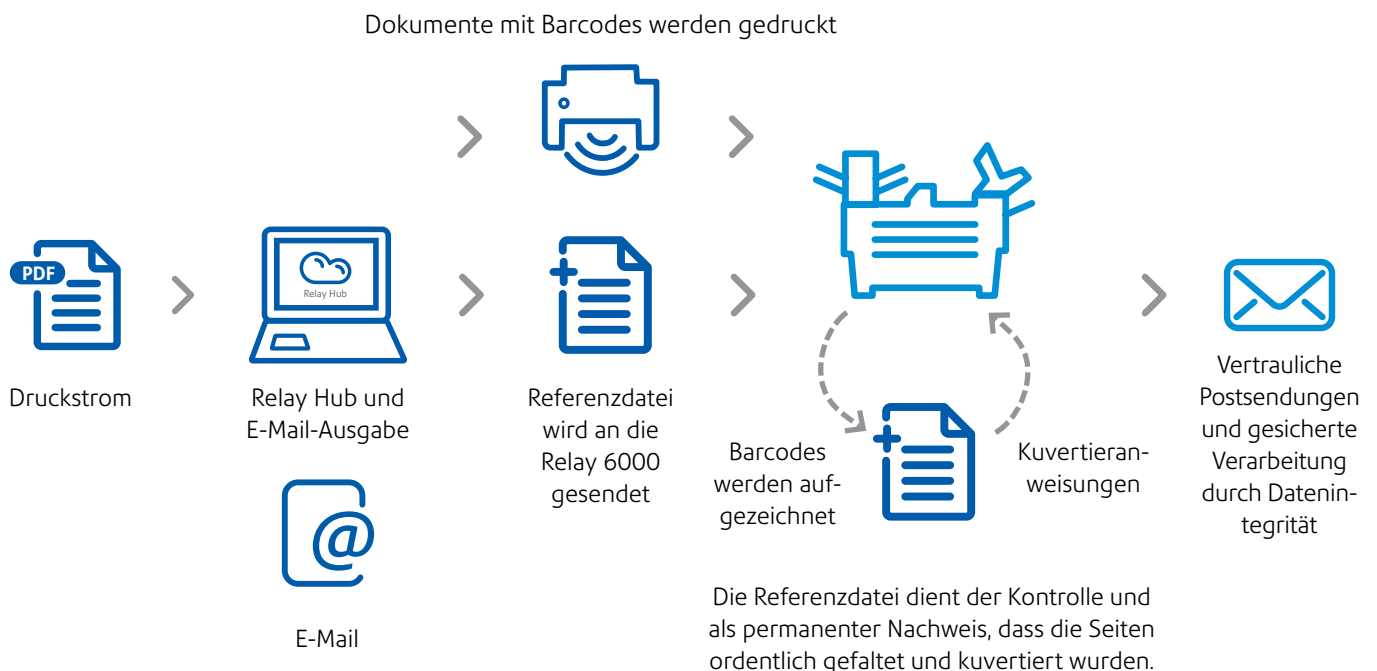 Dokumente mit Barcodes werden gedruckt
PDF
Druckstrom
Relay Hub
Relay Hub und
E-Mail-Ausgabe
@
E-Mail
Referenzdatei
wird an die
Relay 6000
gesendet
Barcodes
werden auf-
gezeichnet
Kuvertieran-
weisungen
Die Referenzdatei dient der Kontrolle und
als permanenter Nachweis, dass die Seiten
ordentlich gefaltet und kuvertiert wurden.
Vertrauliche
Postsendungen
und gesicherte
Verarbeitung
durch Datenin-
tegrität